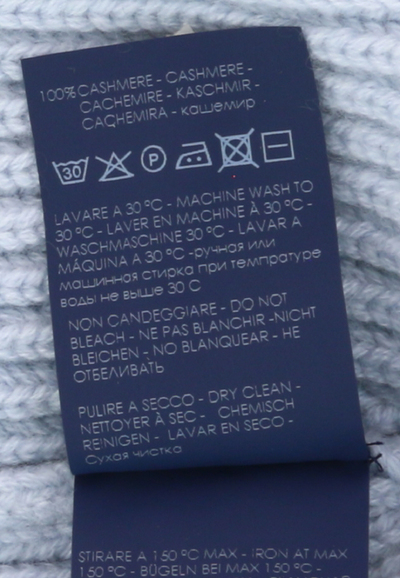 100% CASHMERE - CASHMERE -
CACHEMIRE - KASCHMIR -
CACHEMIRA - кашемир
30 P
LAVARE A 30 °C - MACHINE WASH TO
30 °C - LAVER EN MACHINE À 30 °C -
WASCHMASCHINE 30 °C - LAVAR A
MÁQUINA A 30 °C -ручная или
машинная стирка при темпратуре
воды не выше 30 C
NON CANDEGGIARE - DO NOT
BLEACH - NE PAS BLANCHIR -NICHT
BLEICHEN - NO BLANQUEAR - НЕ
ОТБЕЛИВАТЬ
PULIRE A SECCO - DRY CLEAN -
NETTOYER À SEC - CHEMISCH
REINIGEN - LAVAR EN SECO -
Сухая чистка
STIRARE A 150 °C MAX - IRON AT MAX
150 °C - BÜGELN BEI MAX 150 °C -